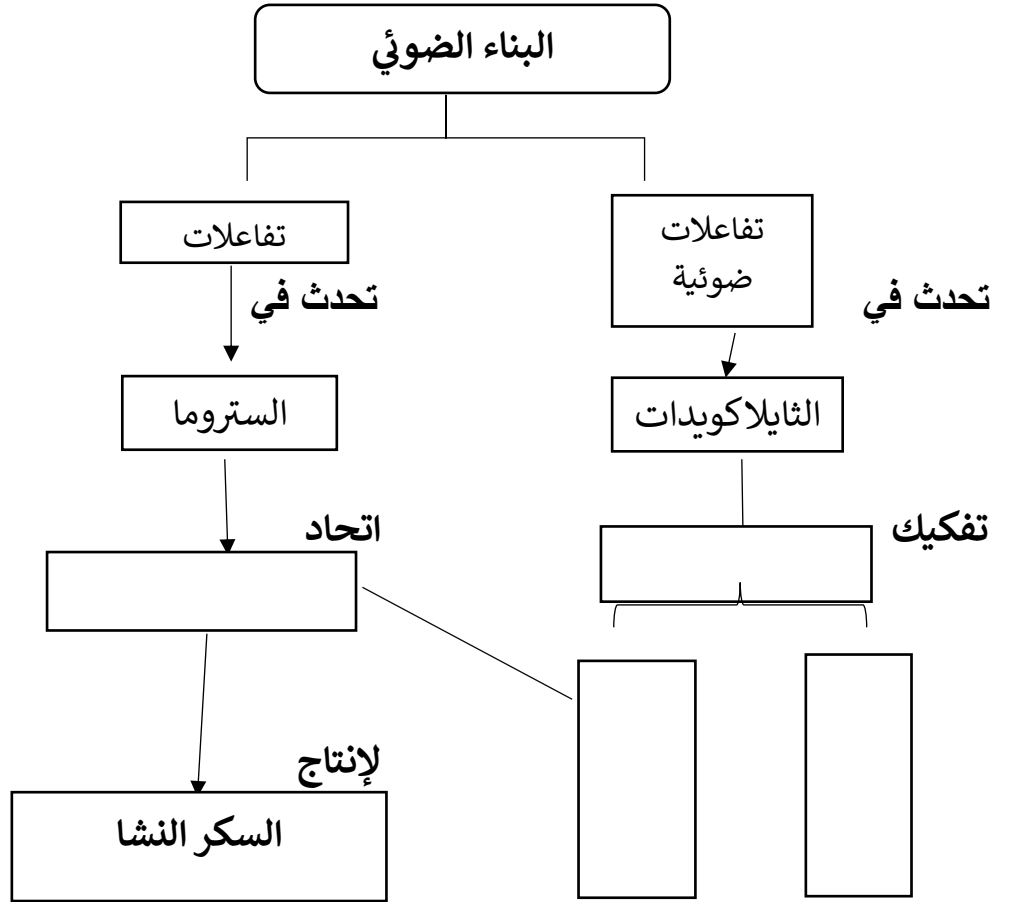 البناء الضوئي
تفاعلات
ضوئية
تفاعلات
تحدث في
تحدث في
الثايلاكويدات
الستروما
تفكيك
اتحاد
لإنتاج
السكر النشا